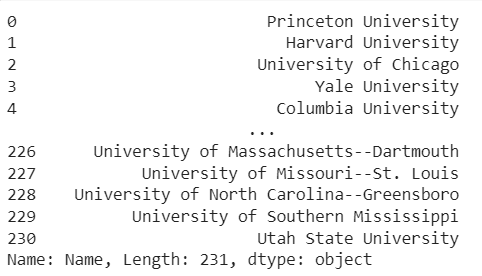 0 Princeton University
1 Harvard University
2 University of Chicago
3 Yale University
4 Columbia University
...
226 University of Massachusetts--Dartmouth
227 University of Missouri--St. Louis
228 University of North Carolina--Greensboro
229 University of Southern Mississippi
230 Utah State University
Name: Name, Length: 231, dtype: object